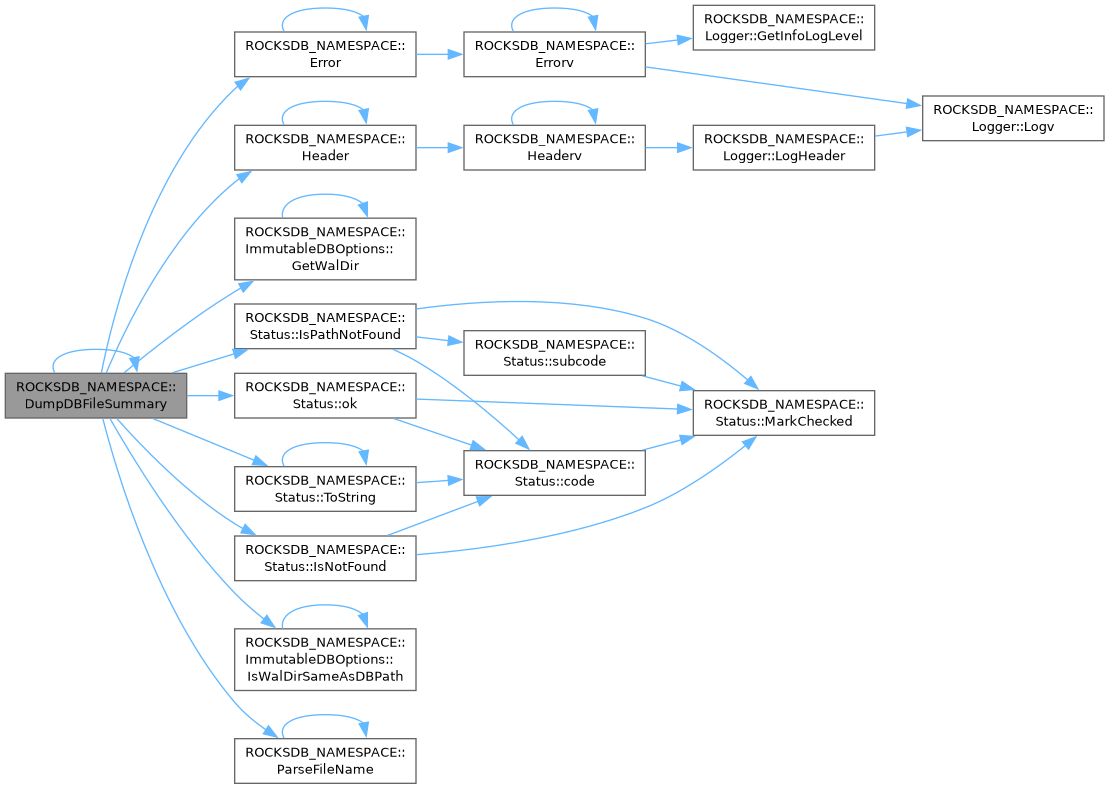 ROCKSDB_NAMESPACE::
DumpDBFileSummary
ROCKSDB_NAMESPACE::
Error
ROCKSDB_NAMESPACE::
Errorv
ROCKSDB_NAMESPACE::
Logger::GetInfoLogLevel
ROCKSDB_NAMESPACE::
Logger::Logv
ROCKSDB_NAMESPACE::
Header
ROCKSDB_NAMESPACE::
Headerv
ROCKSDB_NAMESPACE::
Logger::LogHeader
ROCKSDB_NAMESPACE::
ImmutableDBOptions::
GetWalDir
ROCKSDB_NAMESPACE::
Status::IsPathNotFound
ROCKSDB_NAMESPACE::
Status::subcode
ROCKSDB_NAMESPACE::
Status::MarkChecked
ROCKSDB_NAMESPACE::
Status::ok
ROCKSDB_NAMESPACE::
Status::code
ROCKSDB_NAMESPACE::
Status::ToString
ROCKSDB_NAMESPACE::
Status::IsNotFound
ROCKSDB_NAMESPACE::
ImmutableDBOptions::
IsWalDirSameAsDBPath
ROCKSDB_NAMESPACE::
ParseFileName